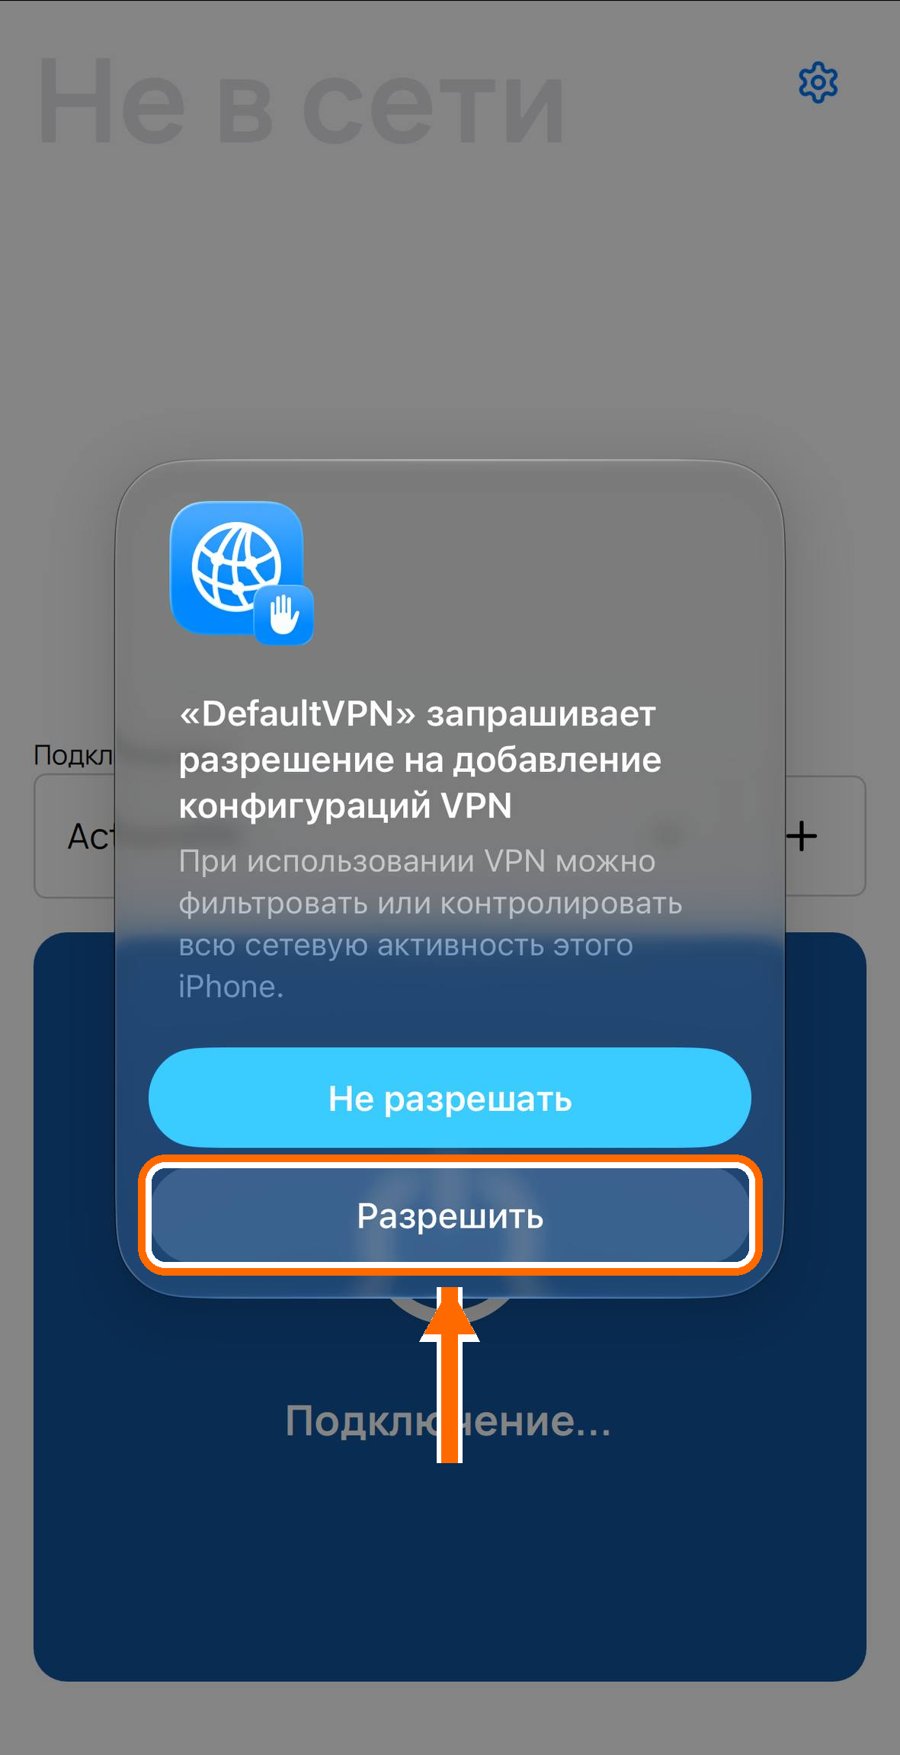 Не в сети
«DefaultVPN» запрашивает
разрешение на добавление
конфигураций VPN
При использовании VPN можно
фильтровать или контролировать
всю сетевую активность этого
iPhone.
Не разрешать
Разрешить
Подключение...